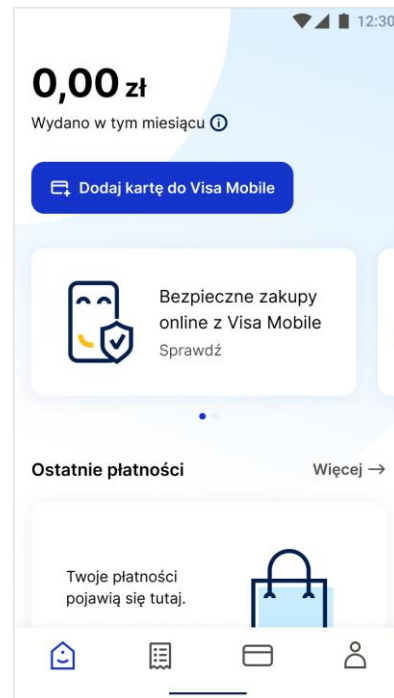 12:30
0,00 zł
Wydano w tym miesiącu
Dodaj kartę do Visa Mobile
Bezpieczne zakupy
online z Visa Mobile
Sprawdź
Ostatnie płatności Więcej →
Twoje płatności
pojawią się tutaj.